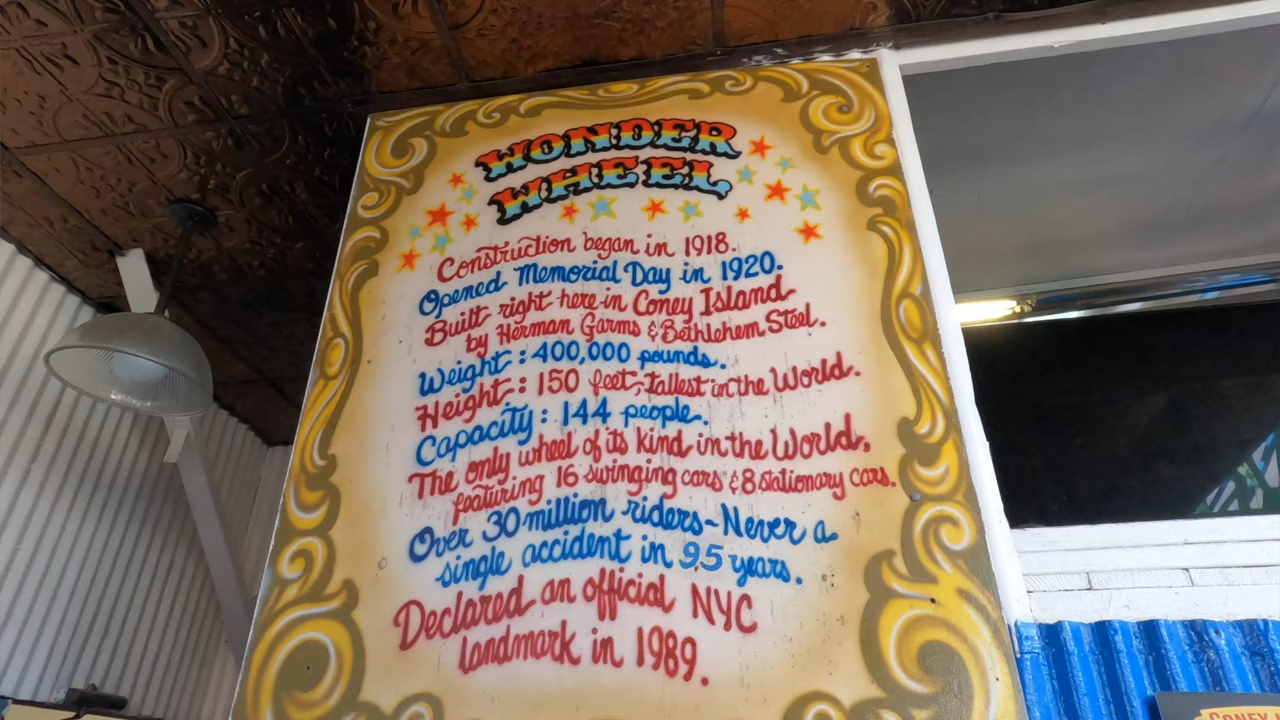 WONDER
WHEEL
Construction began in 1918.
Opened Memorial Day in 1920.
Built right here in Coney Island
by Herman Garms & Bethlehem Steel.
Weight: 400,000 pounds.
Height: 150 feet, tallest in the World.
Capacity: 144 people.
The only wheel of its kind in the World,
featuring 16 swinging cars & 8 stationary cars.
Over 30 million riders~Never a
single accident in 95 years.
Declared an official NYC
landmark in 1989.
CONEY